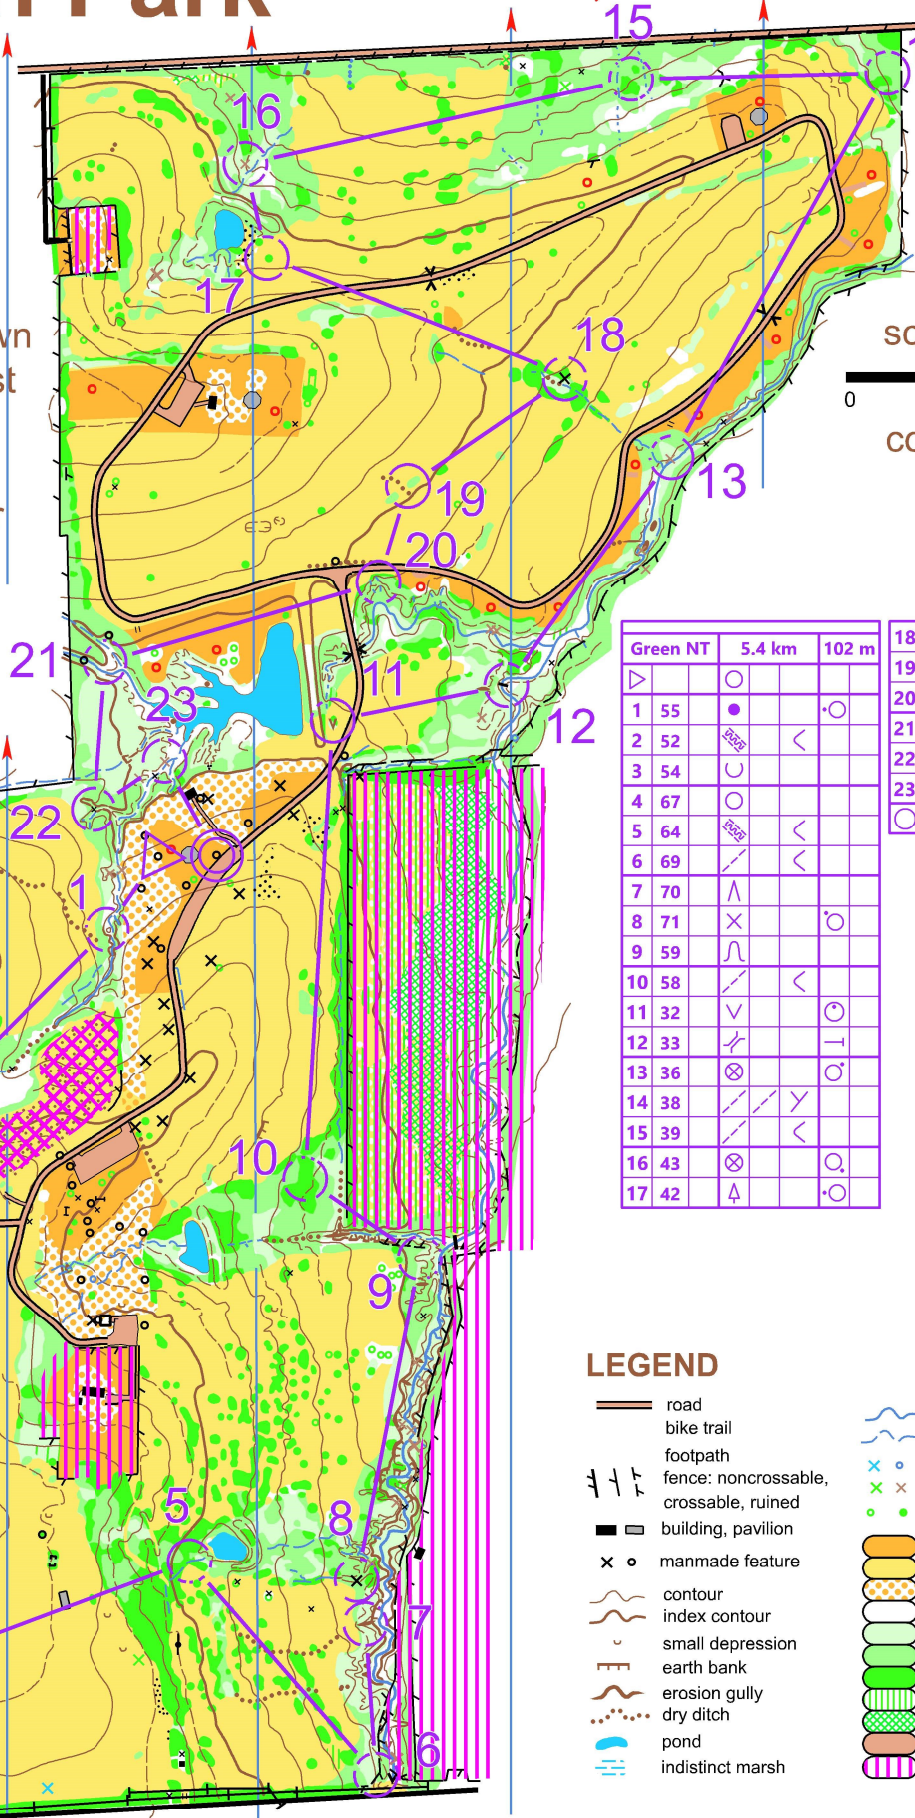 Park
15
16
17
18
19
20
13
21
11
23
12
22
1
10
9
5
8
7
6
0
Green NT 5.4 km 102 m
1 55
2 52
3 54
4 67
5 64
6 69
7 70
8 71
9 59
10 58
11 32
12 33
13 36
14 38
15 39
16 43
17 42
18
19
20
21
22
23
LEGEND
road
bike trail
footpath
fence: noncrossable,
crossable, ruined
building, pavilion
manmade feature
contour
index contour
small depression
earth bank
erosion gully
dry ditch
pond
indistinct marsh